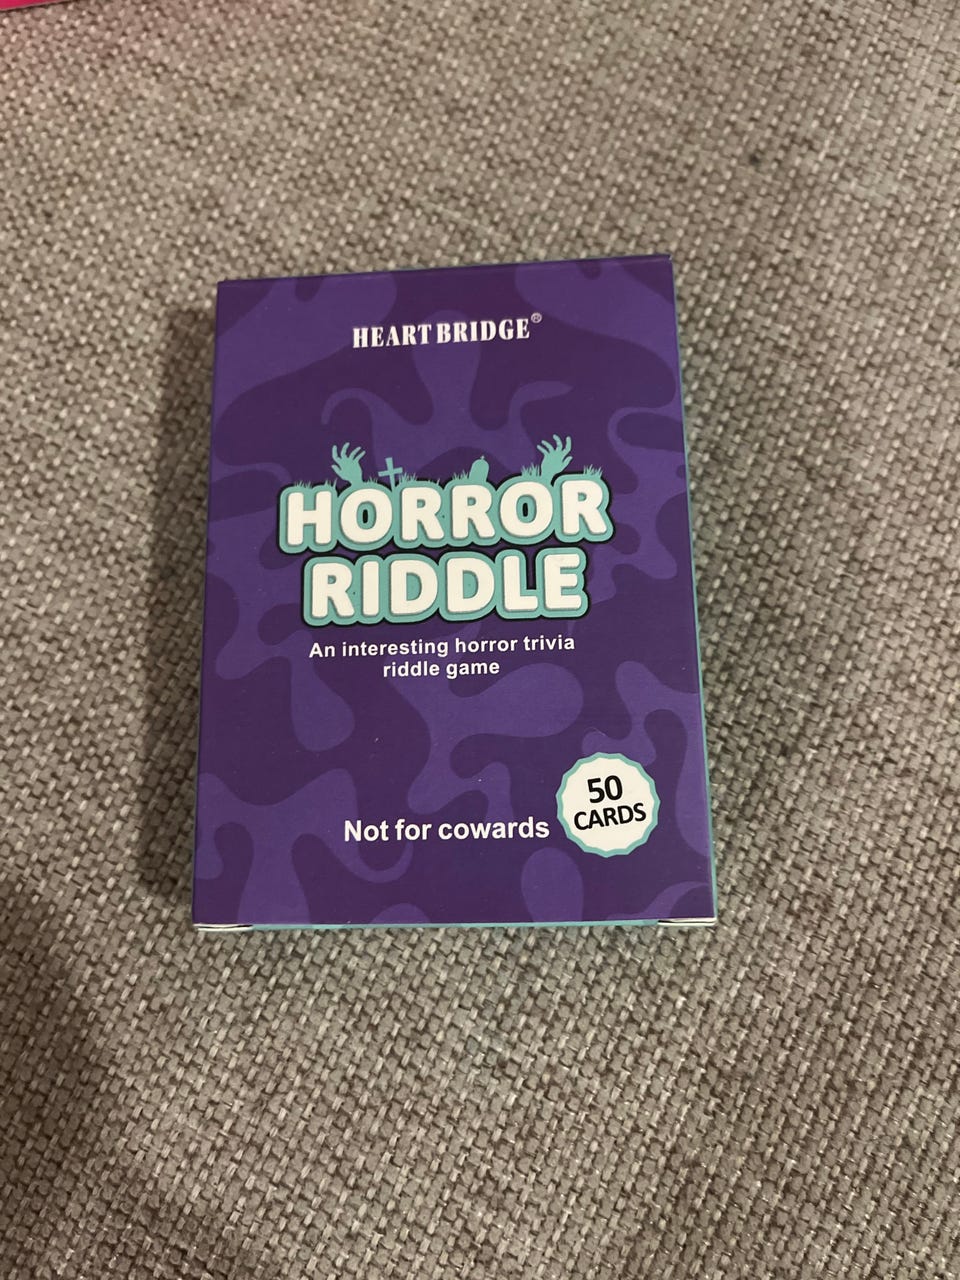 HEART BRIDGE®
HORROR
RIDDLE
An interesting horror trivia
riddle game
Not for cowards
50
CARDS